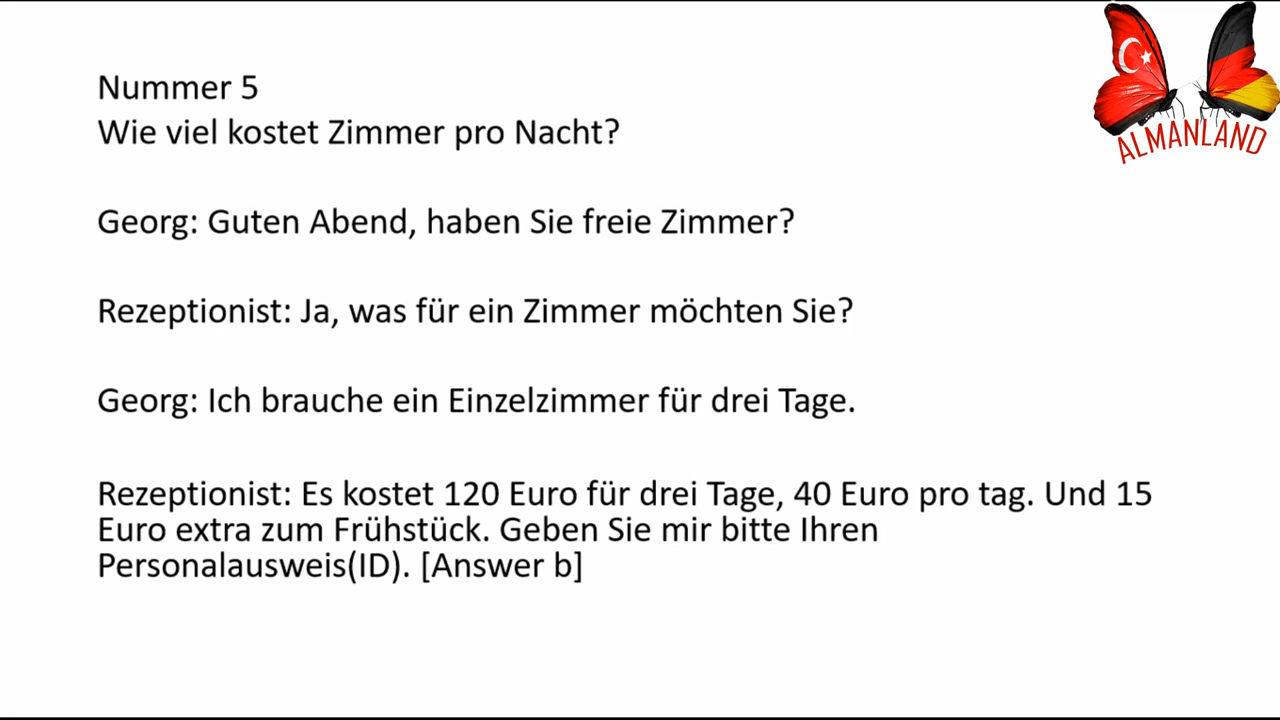 Nummer 5
Wie viel kostet Zimmer pro Nacht?
ALMANLAND
Georg: Guten Abend, haben Sie freie Zimmer?
Rezeptionist: Ja, was für ein Zimmer möchten Sie?
Georg: Ich brauche ein Einzelzimmer für drei Tage.
Rezeptionist: Es kostet 120 Euro für drei Tage, 40 Euro pro tag. Und 15
Euro extra zum Frühstück. Geben Sie mir bitte Ihren
Personalausweis(ID). [Answer b]